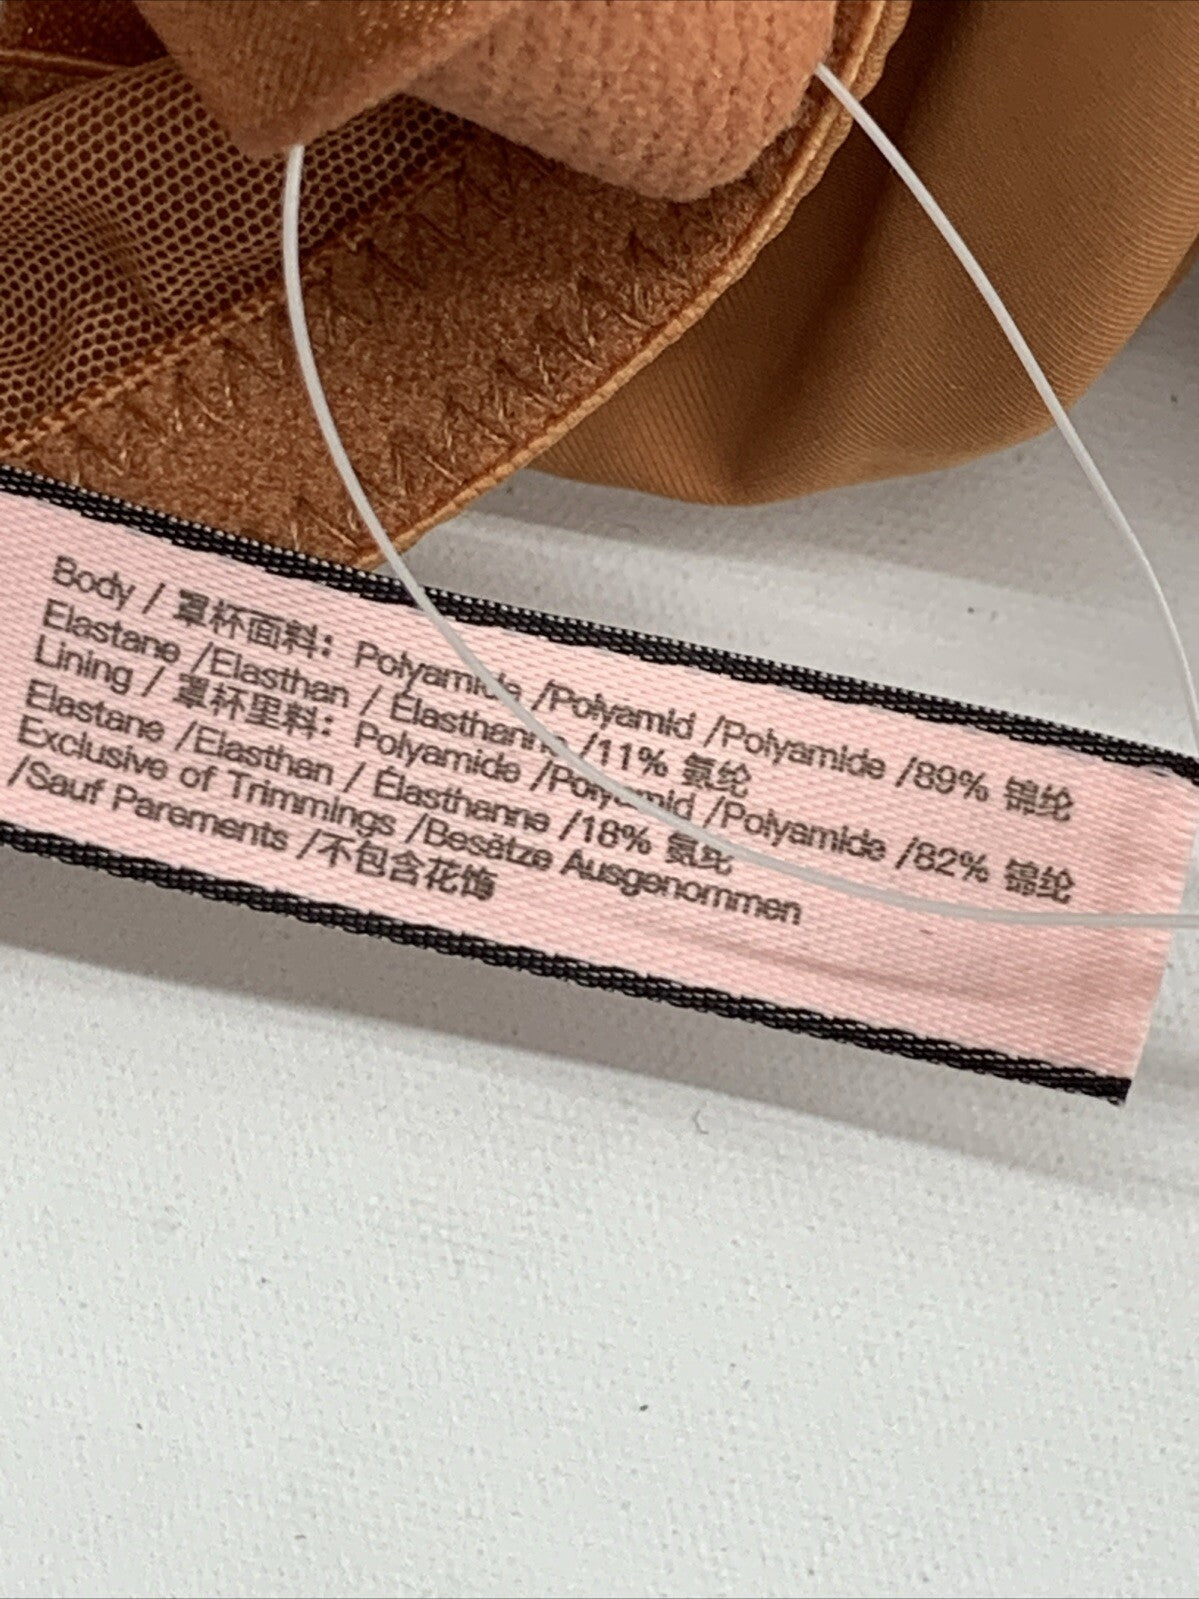 Body / 罩杯面料: Polyamide /Polyamid /Polyamide /89% 锦纶
Elastane /Elasthan / Élasthanne /11% 氨纶
Lining / 罩杯里料: Polyamide /Polyamid /Polyamide /82% 锦纶
Elastane /Elasthan / Élasthanne /18% 氨纶
Exclusive of Trimmings /Besätze Ausgenommen
/Sauf Parements /不包含花饰